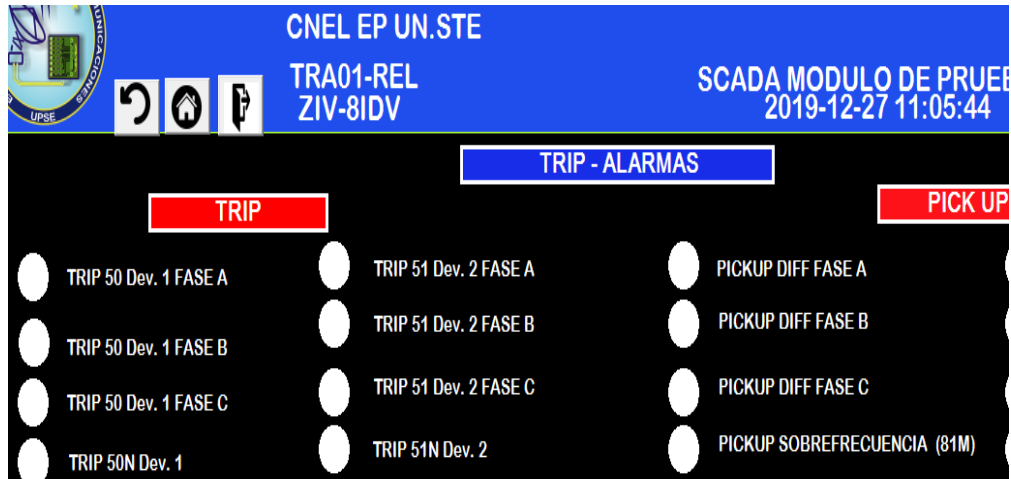 CNEL EP UN.STE
TRA01-REL
ZIV-8IDV
SCADA MODULO DE
2019-12-27 11:05:44
UPSE
TRIP - ALARMAS
TRIP
PICK UP
TRIP 50 Dev. 1 FASE A
TRIP 50 Dev. 1 FASE B
TRIP 50 Dev. 1 FASE C
TRIP 50N Dev. 1
TRIP 51 Dev. 2 FASE A
TRIP 51 Dev. 2 FASE B
TRIP 51 Dev. 2 FASE C
TRIP 51N Dev. 2
PICKUP DIFF FASE A
PICKUP DIFF FASE B
PICKUP DIFF FASE C
PICKUP SOBREFRECUENCIA (81M)